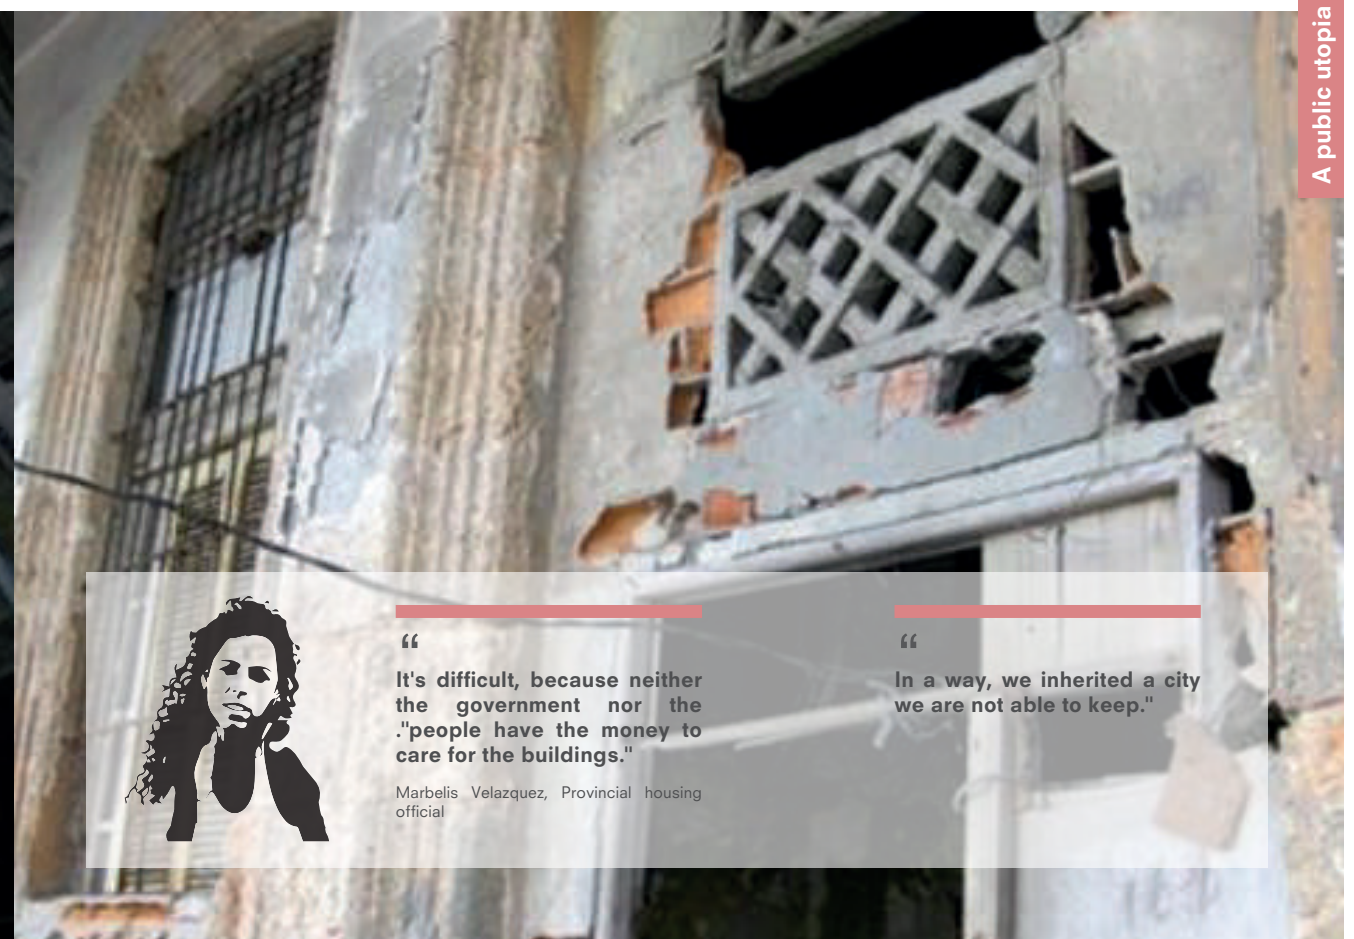 A public utopia
“
It's difficult, because neither
the government nor the
."people have the money to
care for the buildings."
Marbelis Velazquez, Provincial housing
official
“
In a way, we inherited a city
we are not able to keep."